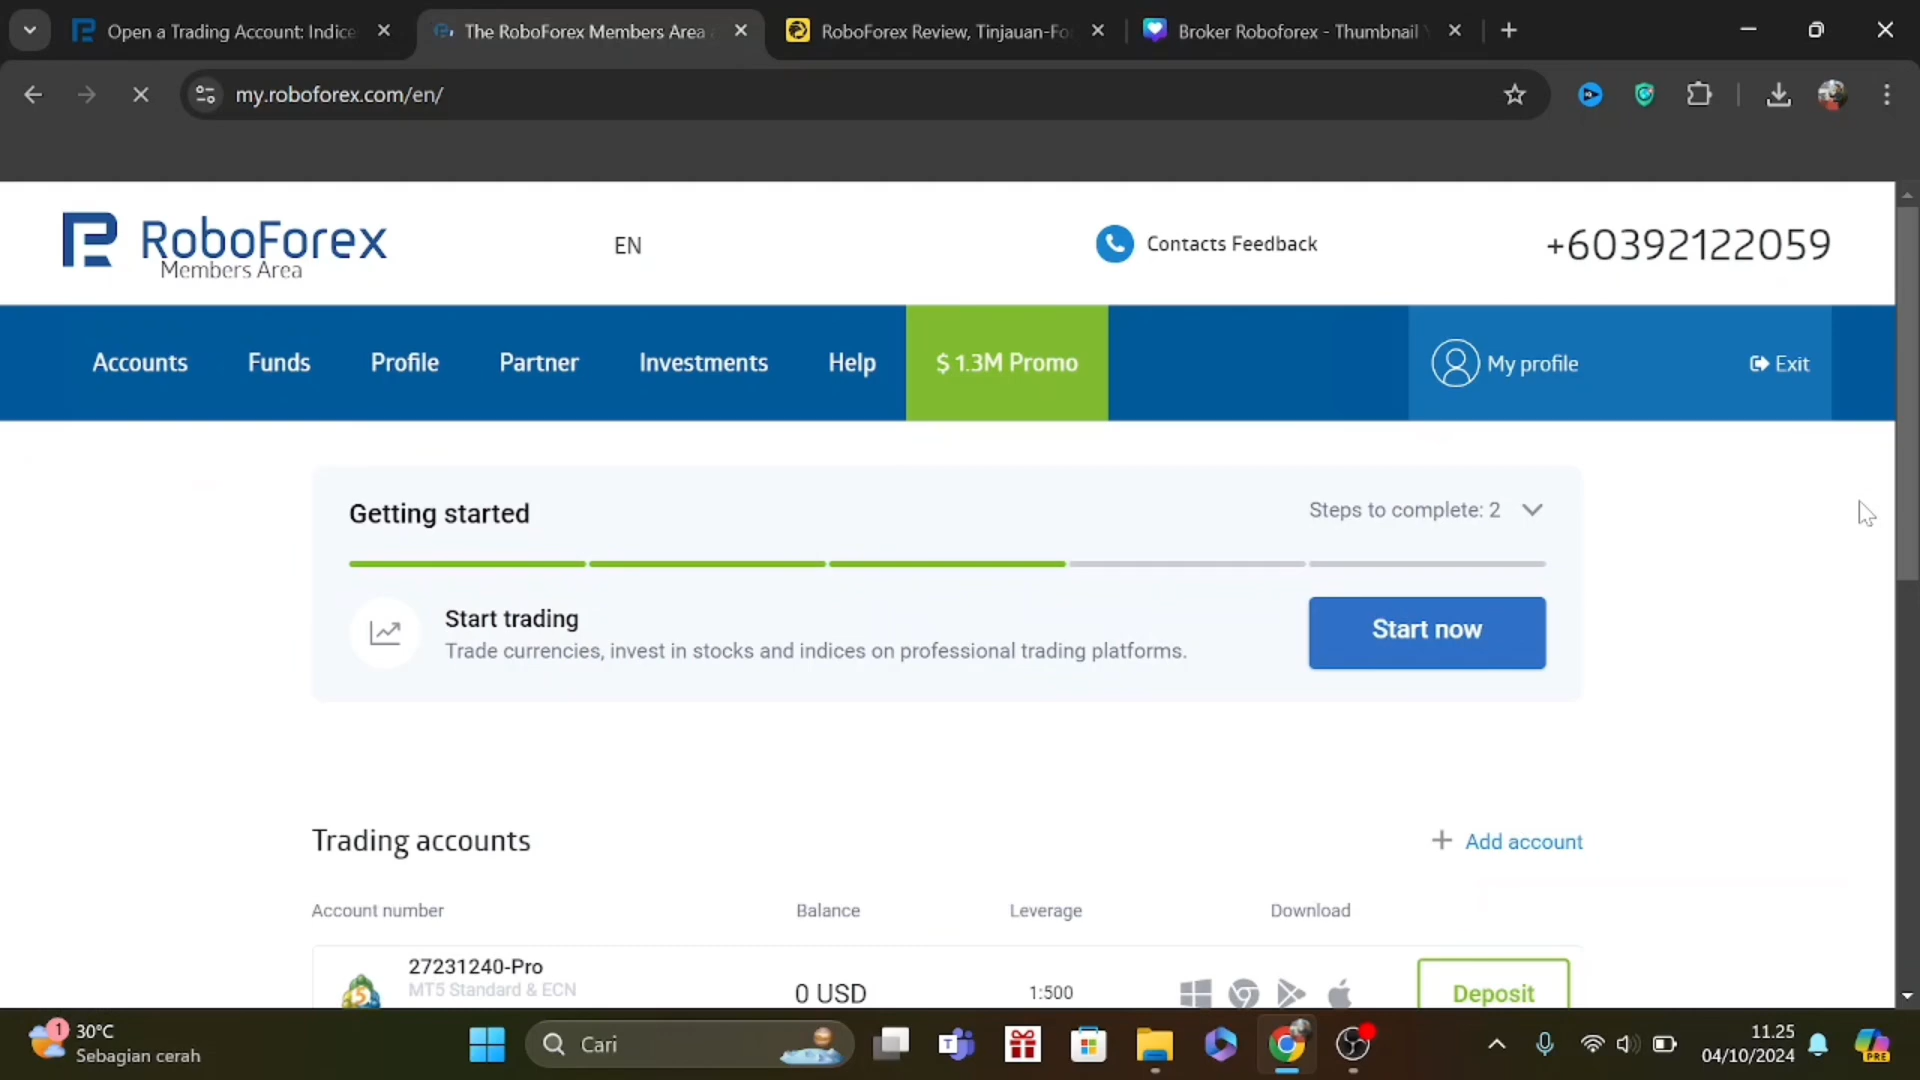 Open a Trading Account: Indice
The RoboForex Members Area
RoboForex Review, Tinjauan-Fo
Broker Roboforex - Thumbnail
my.roboforex.com/en/
RoboForex
Members Area
EN
Contacts Feedback
+60392122059
Accounts
Funds
Profile
Partner
Investments
Help
$ 1.3M Promo
My profile
Exit
Getting started
Steps to complete: 2
Start trading
Trade currencies, invest in stocks and indices on professional trading platforms.
Start now
Trading accounts
+ Add account
Account number
Balance
Leverage
Download
27231240-Pro
MT5 Standard & ECN
0 USD
1:500
Deposit
1
30°C
Sebagian cerah
Cari
11.25
04/10/2024
PRE